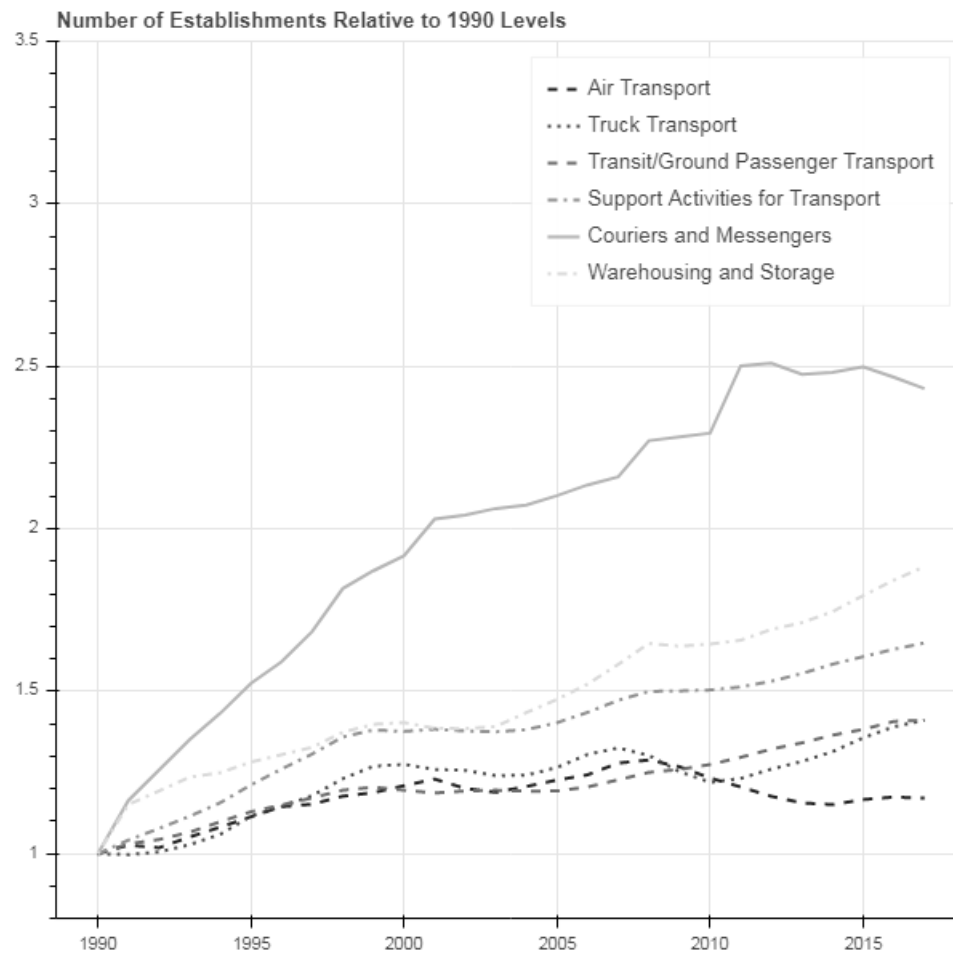 Number of Establishments Relative to 1990 Levels
3.5
Air Transport
Truck Transport
Transit/Ground Passenger Transport
Support Activities for Transport
Couriers and Messengers
Warehousing and Storage
3
2.5
2
1.5
1
1990 1995 2000 2005 2010 2015